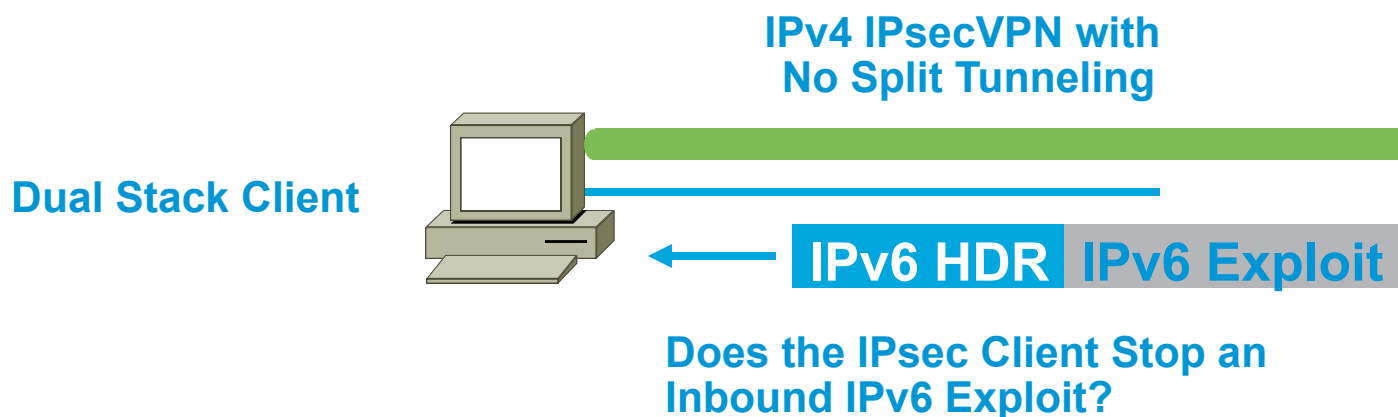 IPv4 IPsecVPN with
No Split Tunneling
Dual Stack Client
IPv6 HDR IPv6 Exploit
Does the IPsec Client Stop an
Inbound IPv6 Exploit?